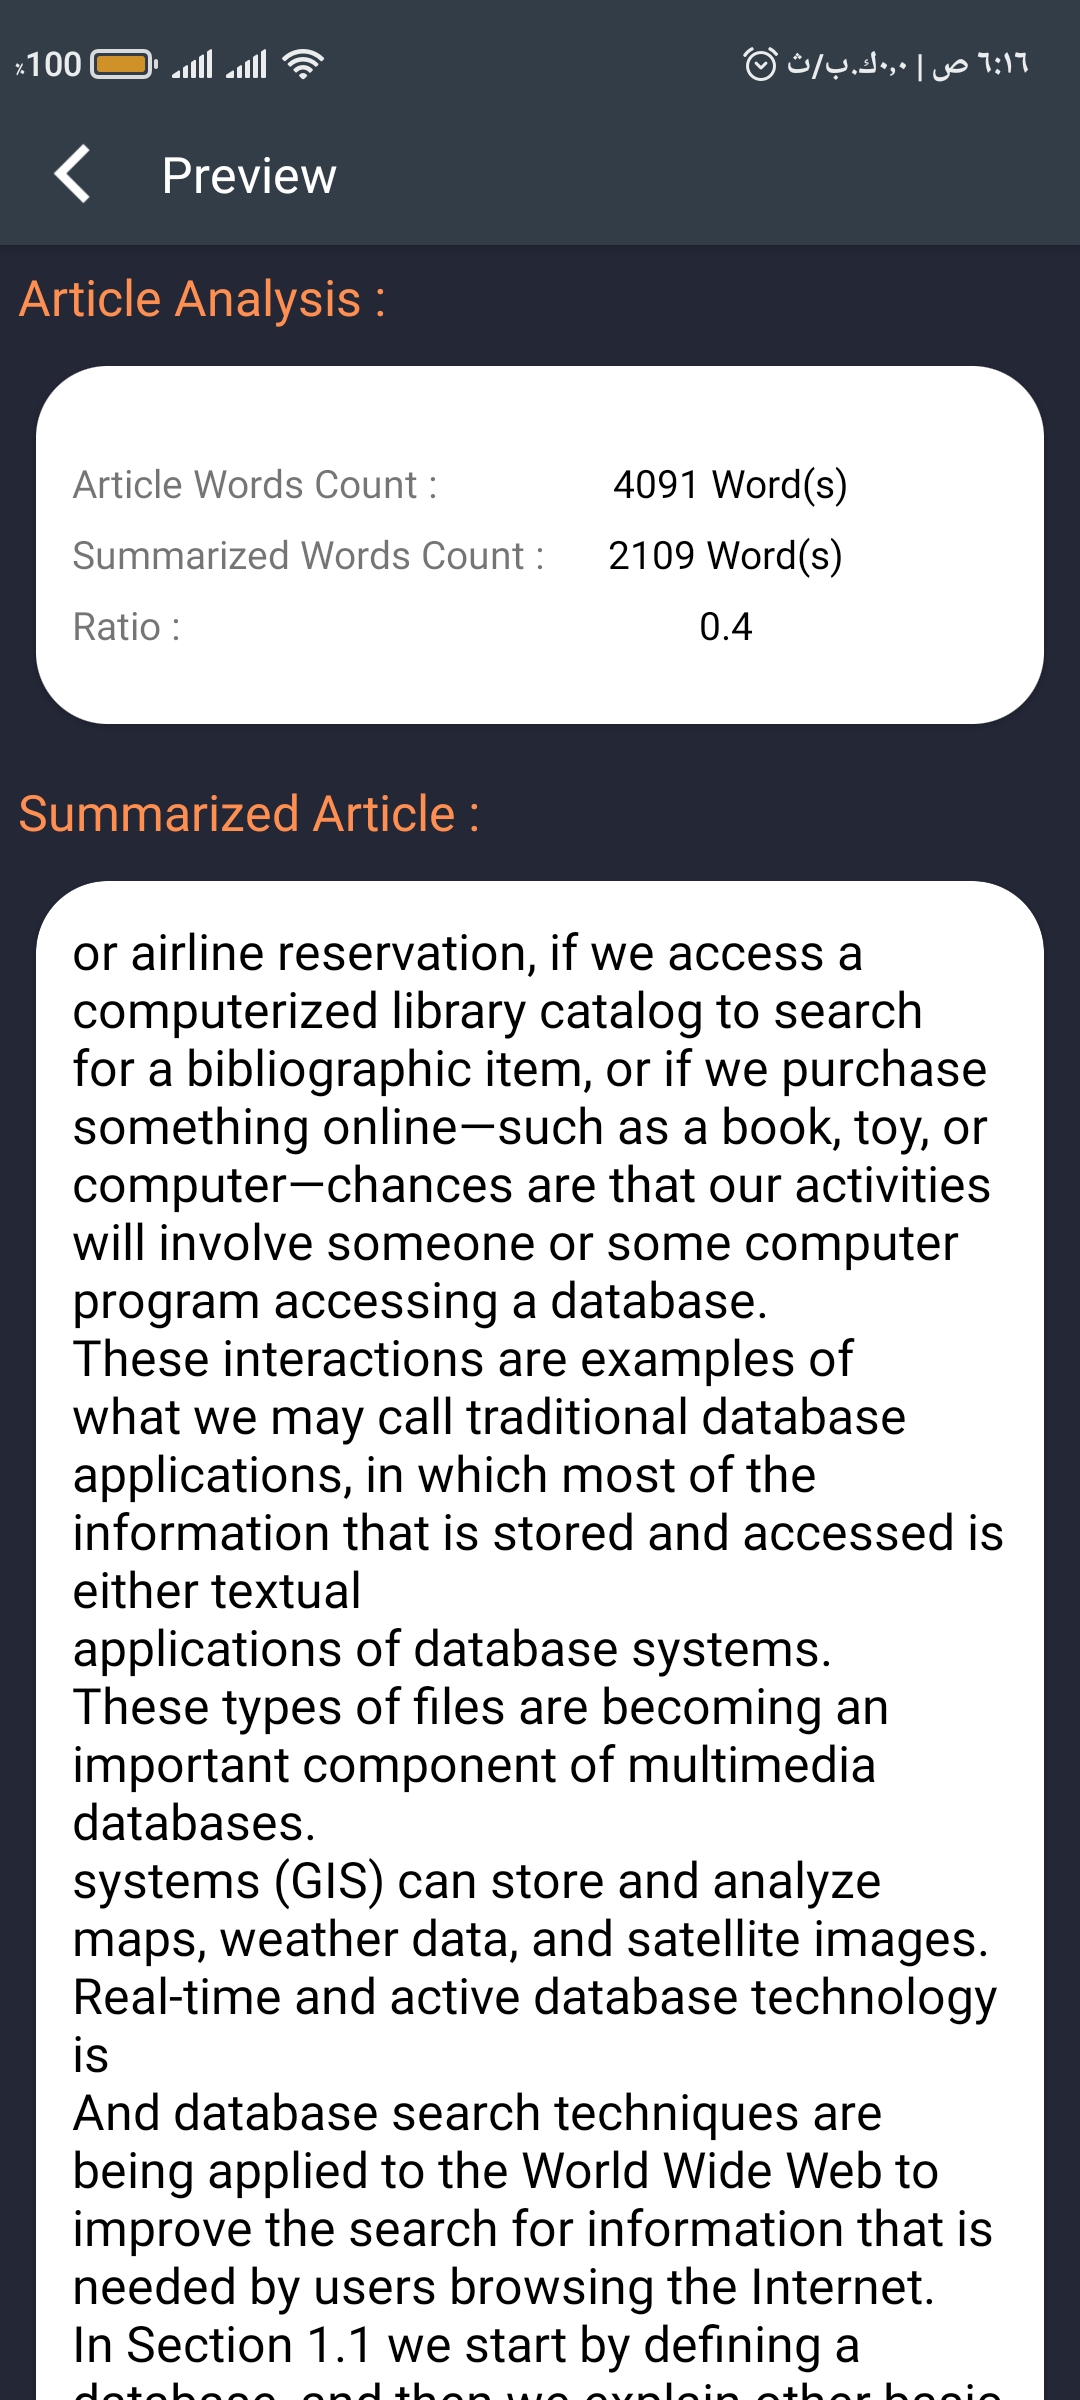 ٪100 ٦:١٦ ص | ٠,٠ك.ب/ث
Preview
Article Analysis :
Article Words Count : 4091 Word(s)
Summarized Words Count : 2109 Word(s)
Ratio : 0.4
Summarized Article :
or airline reservation, if we access a
computerized library catalog to search
for a bibliographic item, or if we purchase
something online—such as a book, toy, or
computer—chances are that our activities
will involve someone or some computer
program accessing a database.
These interactions are examples of
what we may call traditional database
applications, in which most of the
information that is stored and accessed is
either textual
applications of database systems.
These types of files are becoming an
important component of multimedia
databases.
systems (GIS) can store and analyze
maps, weather data, and satellite images.
Real-time and active database technology
is
And database search techniques are
being applied to the World Wide Web to
improve the search for information that is
needed by users browsing the Internet.
In Section 1.1 we start by defining a
database, and then we explain other basic